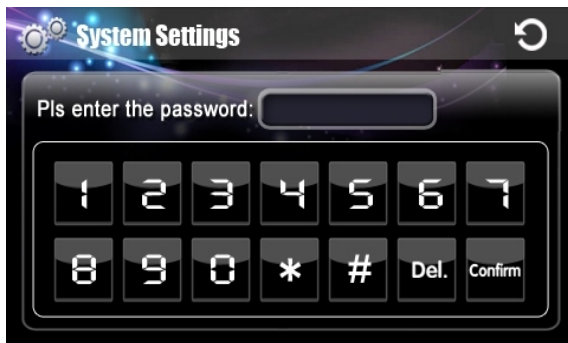 System Settings
Pls enter the password:
1 2 3 4 5 6 7
8 9 0 * # Del. Confirm